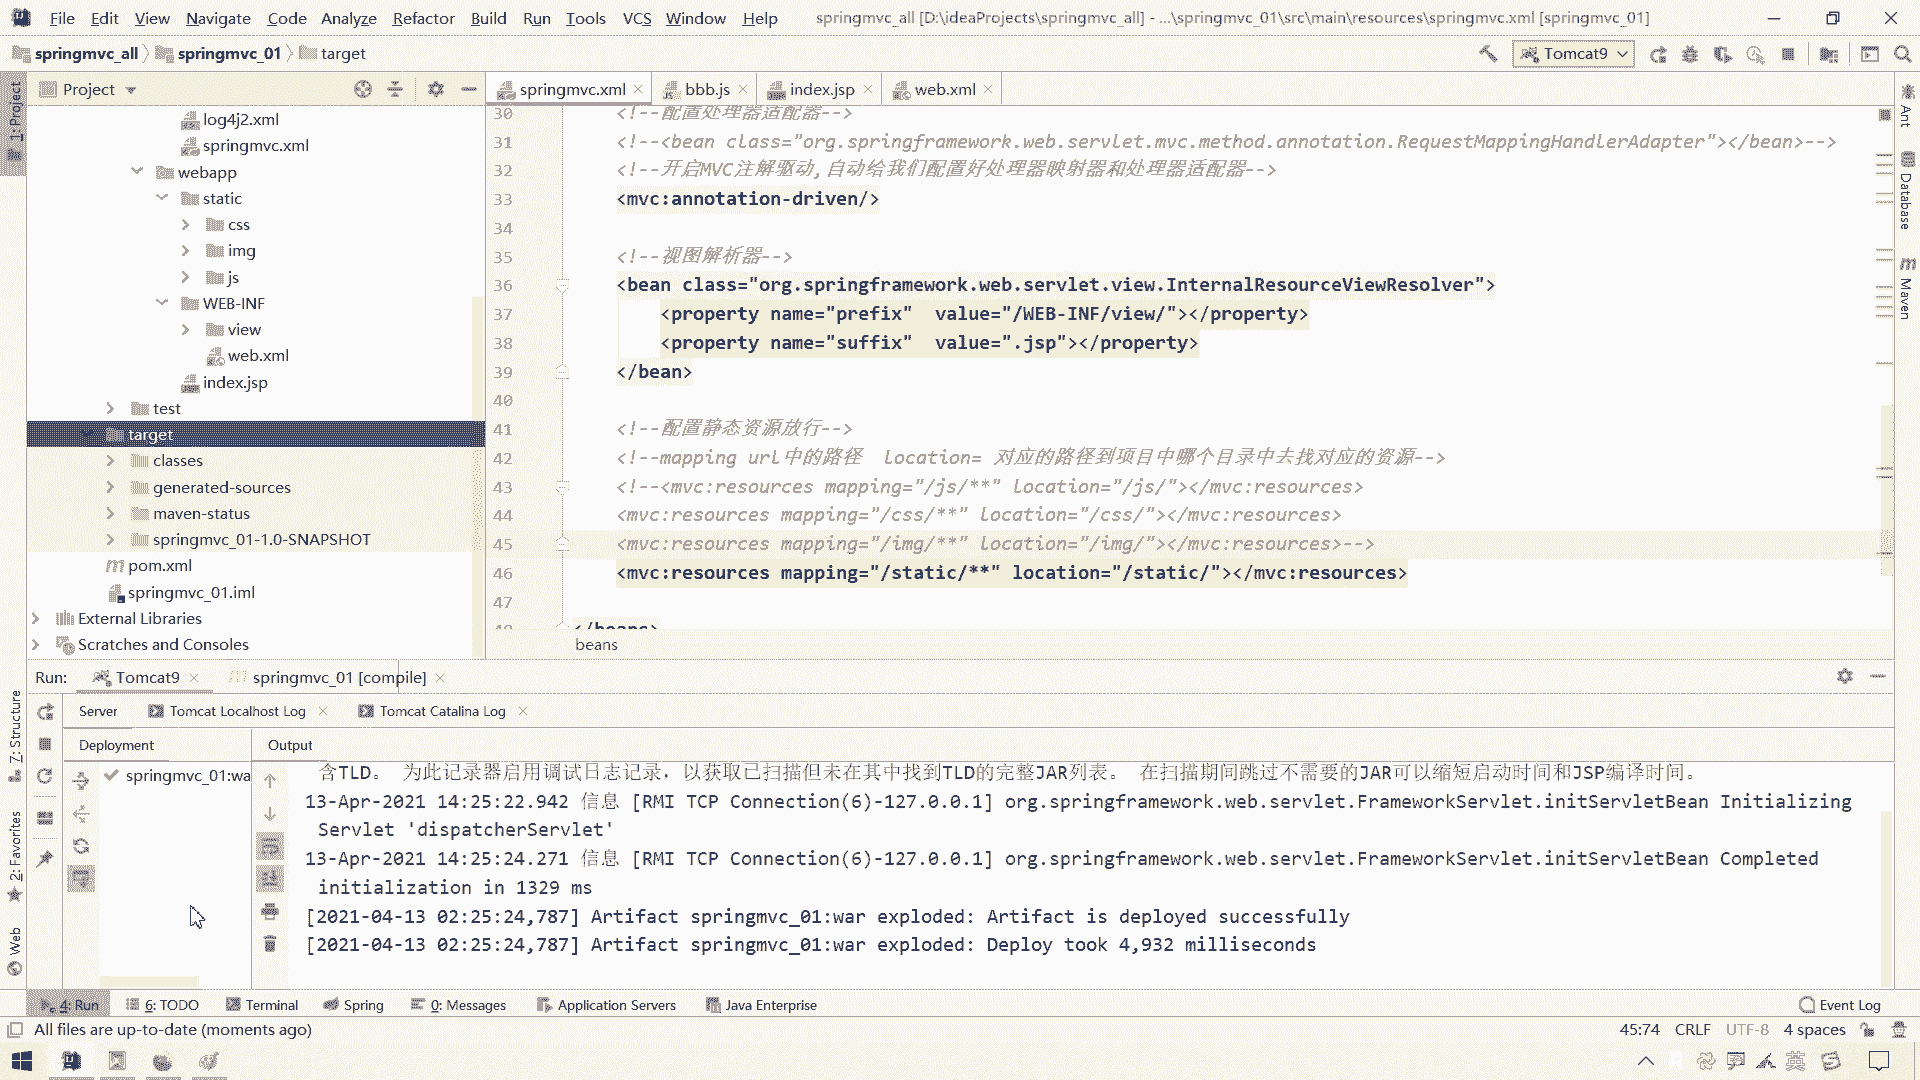 File Edit View Navigate Code Analyze Refactor Build Run Tools VCS Window Help springmvc_all [D:\ideaProjects\springmvc_all] - ...\springmvc_01\src\main\resources\springmvc.xml [springmvc_01]
springmvc_all springmvc_01 target Tomcat9
Project springmvc.xml bbb.js index.jsp web.xml
1: Project
Ant
Database
Maven
log4j2.xml
springmvc.xml
webapp
static
css
img
js
WEB-INF
view
web.xml
index.jsp
test
target
classes
generated-sources
maven-status
springmvc_01-1.0-SNAPSHOT
pom.xml
springmvc_01.iml
External Libraries
Scratches and Consoles
30 <!--配置处理器适配器-->
31 <!--<bean class="org.springframework.web.servlet.mvc.method.annotation.RequestMappingHandlerAdapter"></bean>-->
32 <!--开启MVC注解驱动,自动给我们配置好处理器映射器和处理器适配器-->
33 <mvc:annotation-driven/>
34
35 <!--视图解析器-->
36 <bean class="org.springframework.web.servlet.view.InternalResourceViewResolver">
37 <property name="prefix"  value="/WEB-INF/view/"></property>
38 <property name="suffix"  value=".jsp"></property>
39 </bean>
40
41 <!--配置静态资源放行-->
42 <!--mapping url中的路径  location= 对应的路径到项目中哪个目录中去找对应的资源-->
43 <!--<mvc:resources mapping="/js/**" location="/js/"></mvc:resources>
44 <mvc:resources mapping="/css/**" location="/css/"></mvc:resources>
45 <mvc:resources mapping="/img/**" location="/img/"></mvc:resources>-->
46 <mvc:resources mapping="/static/**" location="/static/"></mvc:resources>
47
48 </beans>
beans
Run: Tomcat9 springmvc_01 [compile]
Server Tomcat Localhost Log Tomcat Catalina Log
Deployment Output
springmvc_01:wa
含TLD。 为此记录器启用调试日志记录，以获取已扫描但未在其中找到TLD的完整JAR列表。 在扫描期间跳过不需要的JAR可以缩短启动时间和JSP编译时间。
13-Apr-2021 14:25:22.942 信息 [RMI TCP Connection(6)-127.0.0.1] org.springframework.web.servlet.FrameworkServlet.initServletBean Initializing
Servlet 'dispatcherServlet'
13-Apr-2021 14:25:24.271 信息 [RMI TCP Connection(6)-127.0.0.1] org.springframework.web.servlet.FrameworkServlet.initServletBean Completed
initialization in 1329 ms
[2021-04-13 02:25:24,787] Artifact springmvc_01:war exploded: Artifact is deployed successfully
[2021-04-13 02:25:24,787] Artifact springmvc_01:war exploded: Deploy took 4,932 milliseconds
7: Structure
2: Favorites
Web
4: Run 6: TODO Terminal Spring 0: Messages Application Servers Java Enterprise Event Log
All files are up-to-date (moments ago) 45:74 CRLF UTF-8 4 spaces
英